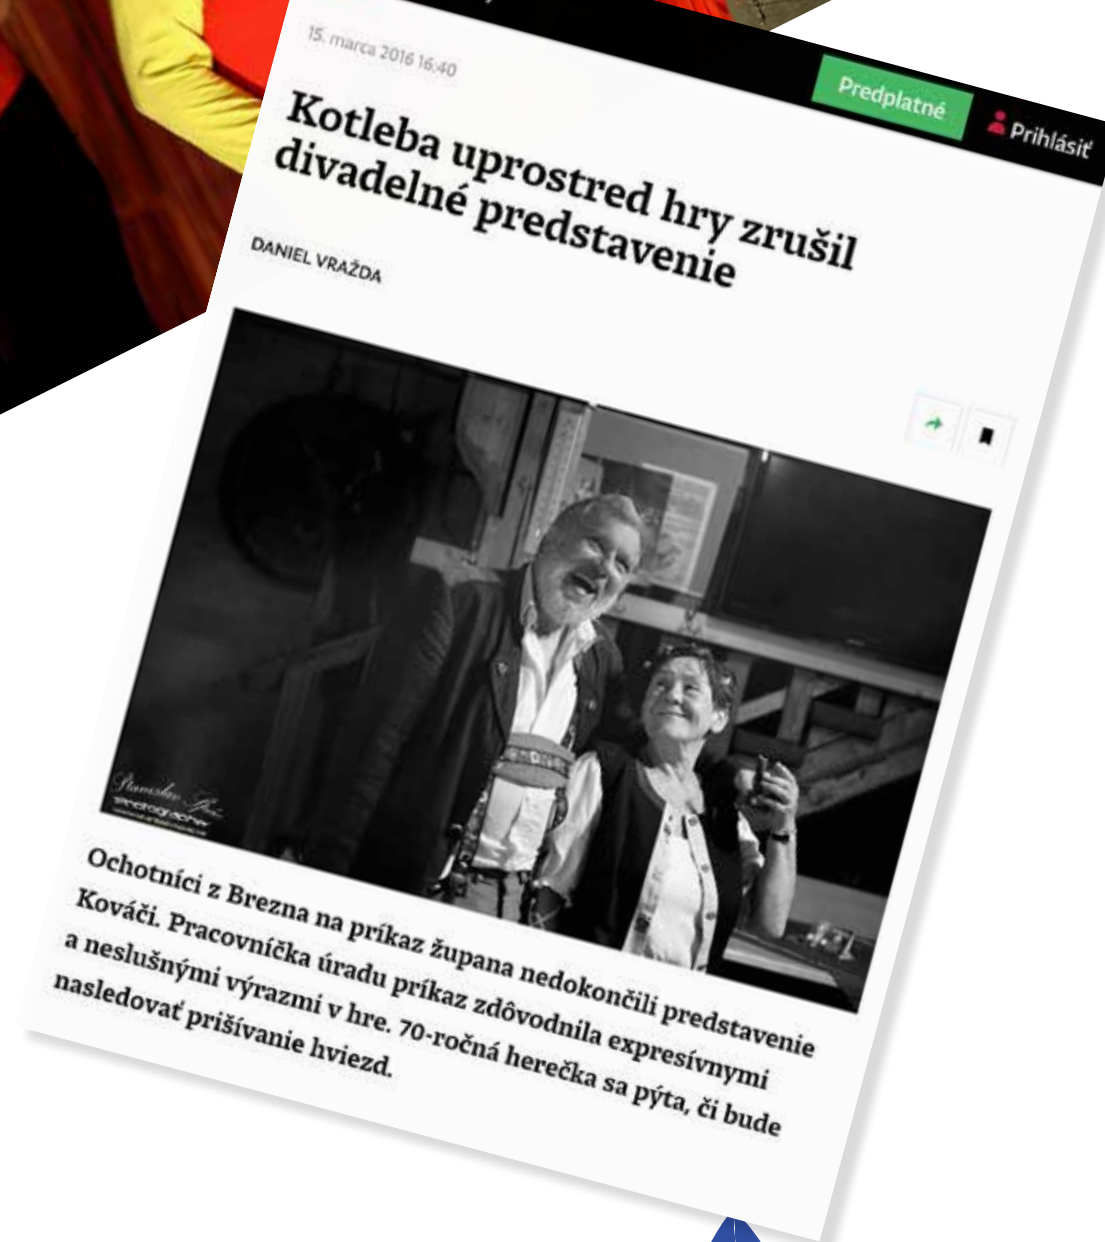 Predplatné
Prihlásiť
15. marca 2016 16:40
Kotleba uprostred hry zrušil
divadelné predstavenie
DANIEL VRAŽDA
Photographer
Ochotníci z Brezna na príkaz župana nedokončili predstavenie
Kováči. Pracovníčka úradu príkaz zdôvodnila expresívnymi
a neslušnými výrazmi v hre. 70-ročná herečka sa pýta, či bude
nasledovať prišívanie hviezd.